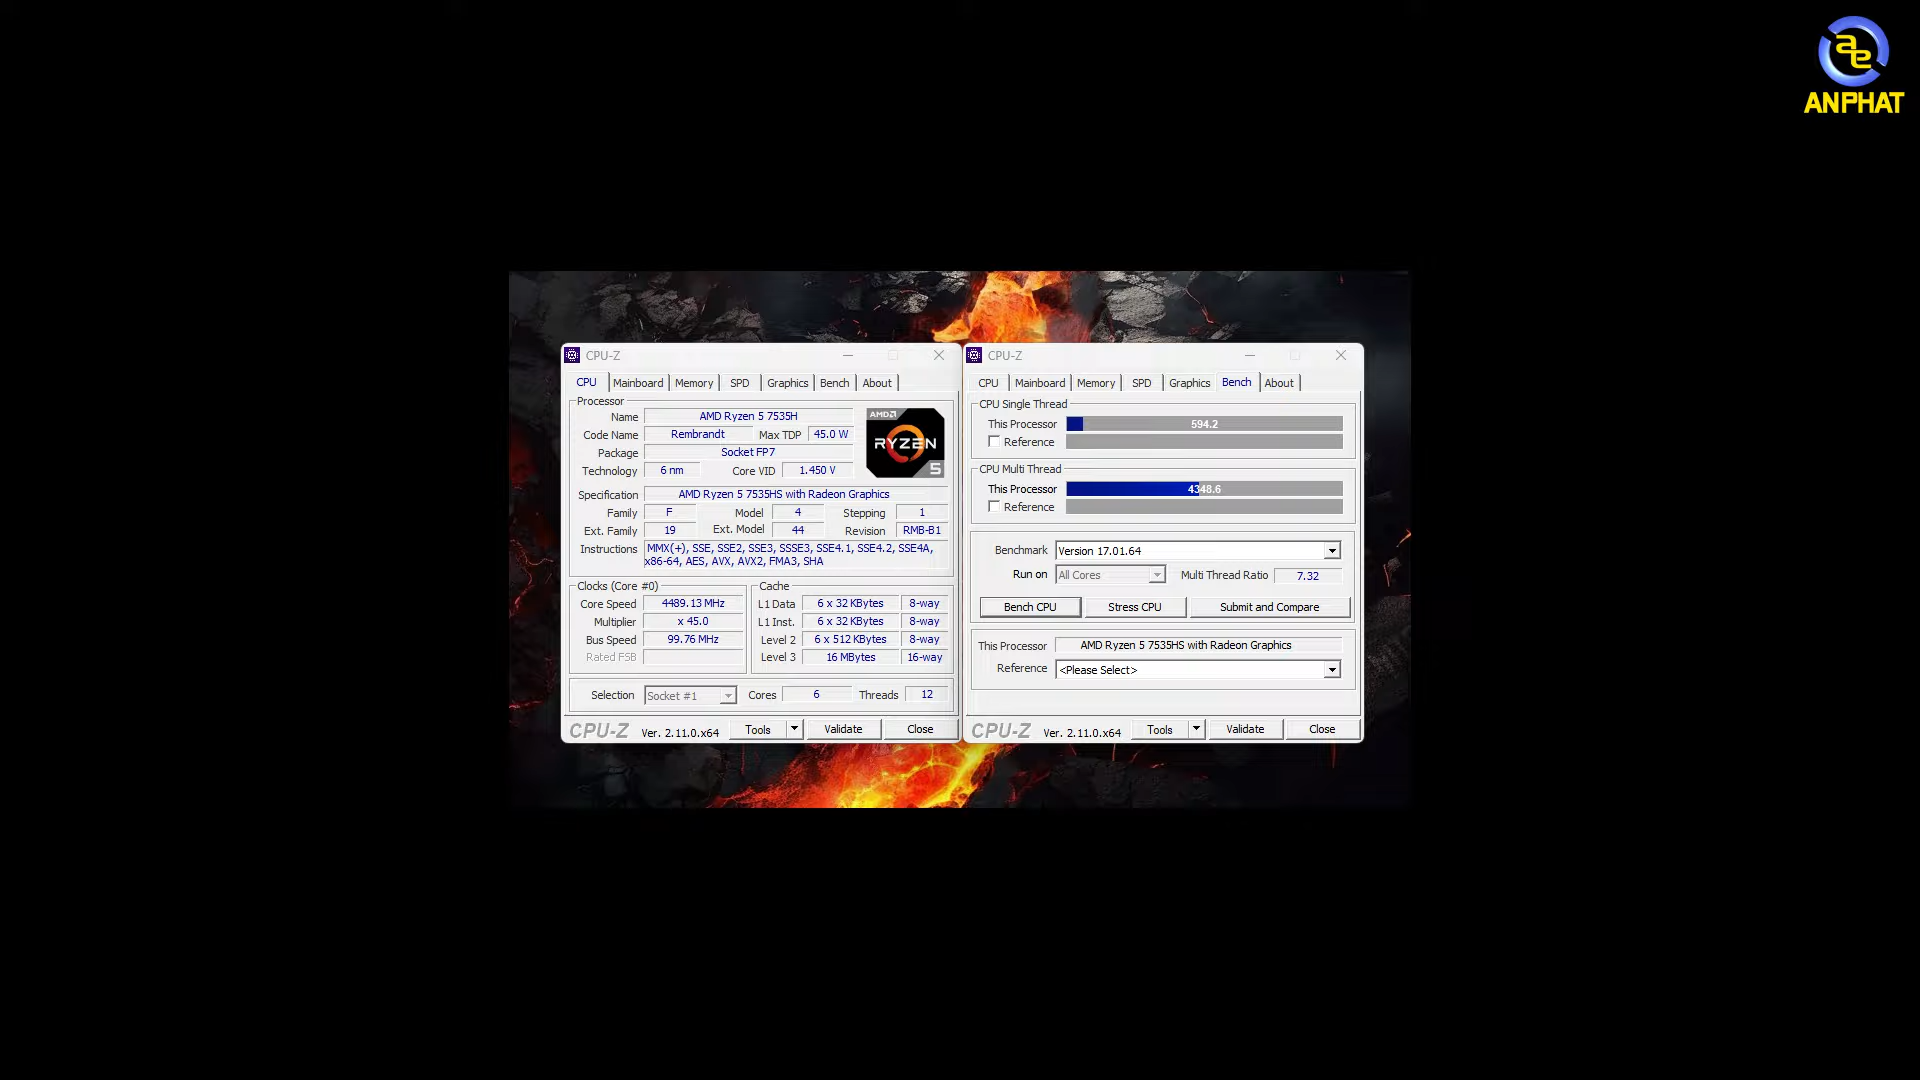 ae
ANPHAT
CPU-Z
CPU Mainboard Memory SPD Graphics Bench About
Processor
Name AMD Ryzen 5 7535H
Code Name Rembrandt Max TDP 45.0 W
Package Socket FP7
Technology 6 nm Core VID 1.450 V
AMD
RYZEN
5
Specification AMD Ryzen 5 7535HS with Radeon Graphics
Family F Model 4 Stepping 1
Ext. Family 19 Ext. Model 44 Revision RMB-B1
Instructions MMX(+), SSE, SSE2, SSE3, SSSE3, SSE4.1, SSE4.2, SSE4A,
x86-64, AES, AVX, AVX2, FMA3, SHA
Clocks (Core #0)
Core Speed 4489.13 MHz
Multiplier x 45.0
Bus Speed 99.76 MHz
Rated FSB
Cache
L1 Data 6 x 32 KBytes 8-way
L1 Inst. 6 x 32 KBytes 8-way
Level 2 6 x 512 KBytes 8-way
Level 3 16 MBytes 16-way
Selection Socket #1 Cores 6 Threads 12
CPU-Z Ver. 2.11.0.x64 Tools Validate Close
CPU-Z
CPU Mainboard Memory SPD Graphics Bench About
CPU Single Thread
This Processor 594.2
Reference
CPU Multi Thread
This Processor 4348.6
Reference
Benchmark Version 17.01.64
Run on All Cores Multi Thread Ratio 7.32
Bench CPU Stress CPU Submit and Compare
This Processor AMD Ryzen 5 7535HS with Radeon Graphics
Reference <Please Select>
CPU-Z Ver. 2.11.0.x64 Tools Validate Close